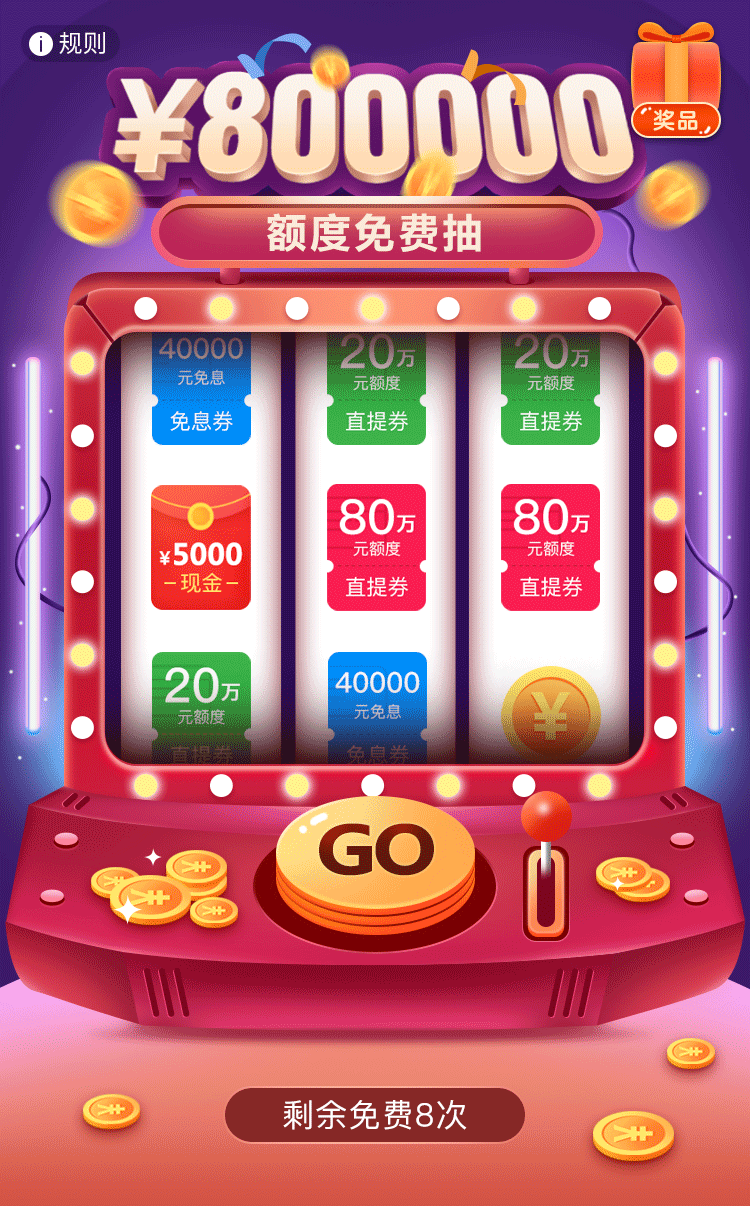 规则
¥800000
奖品
额度免费抽
40000
元免息
免息券
20万
元额度
直提券
20万
元额度
直提券
¥5000
现金
80万
元额度
直提券
80万
元额度
直提券
20万
元额度
直提券
40000
元免息
免息券
¥
GO
剩余免费8次